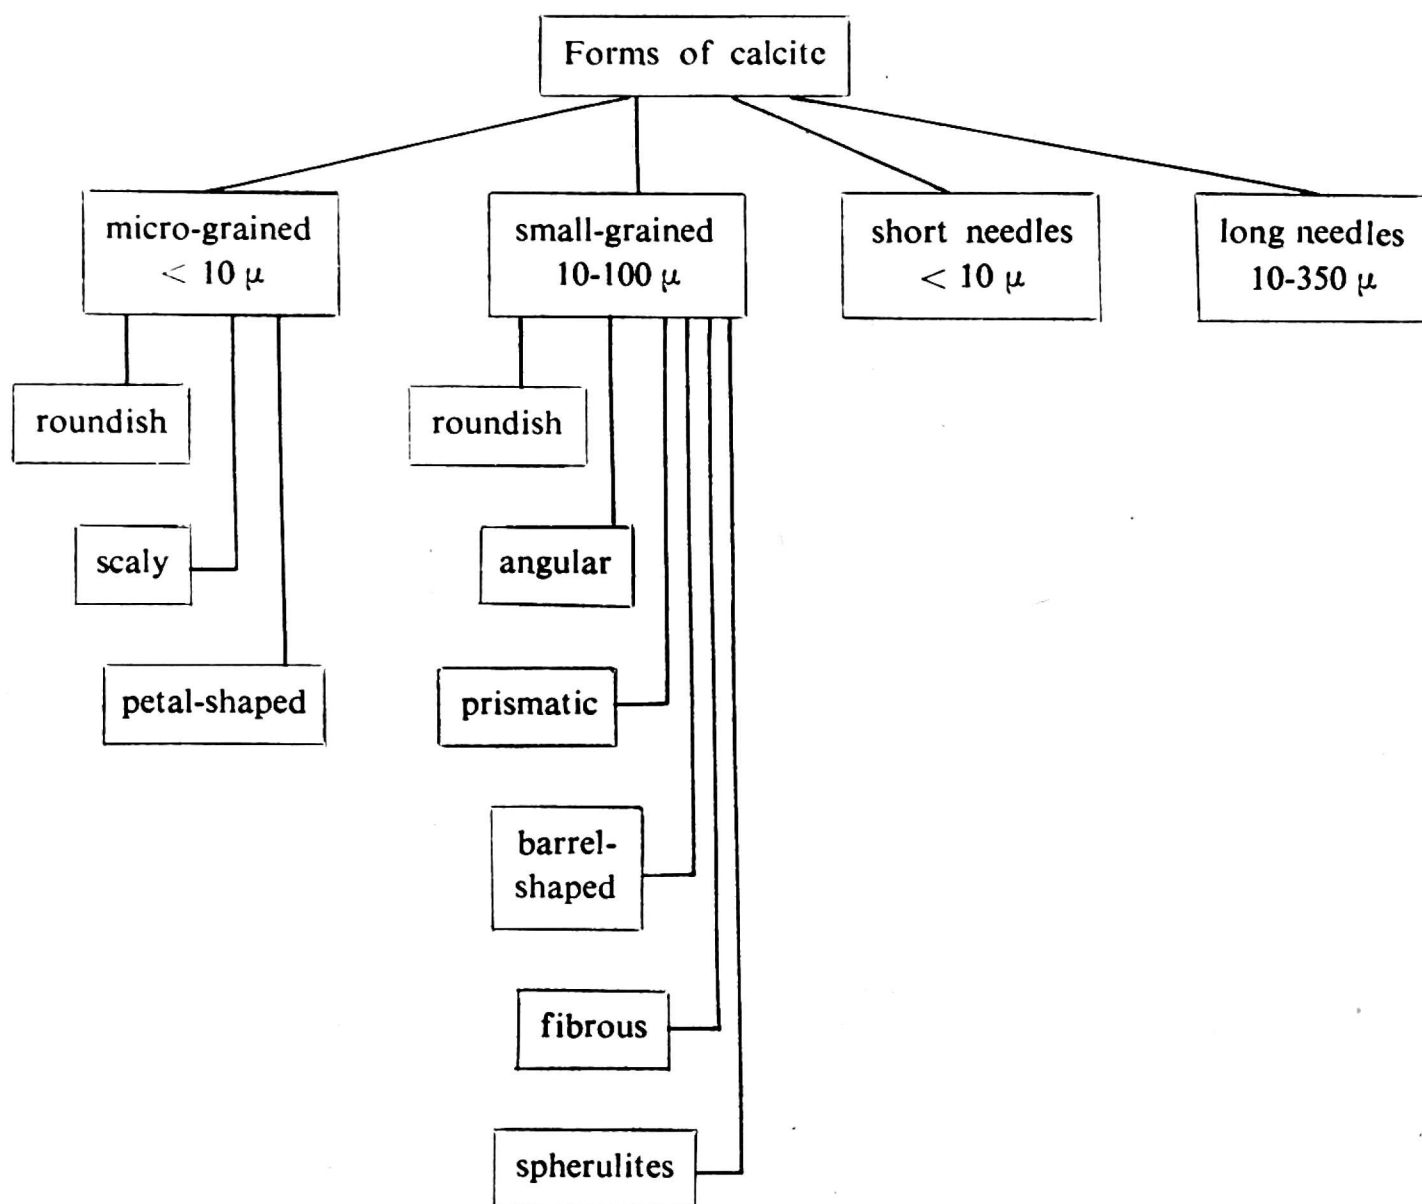 Forms of calcite
micro-grained
< 10 μ
small-grained
10-100 μ
short needles
< 10 μ
long needles
10-350 μ
roundish
scaly
petal-shaped
roundish
angular
prismatic
barrel-
shaped
fibrous
spherulites